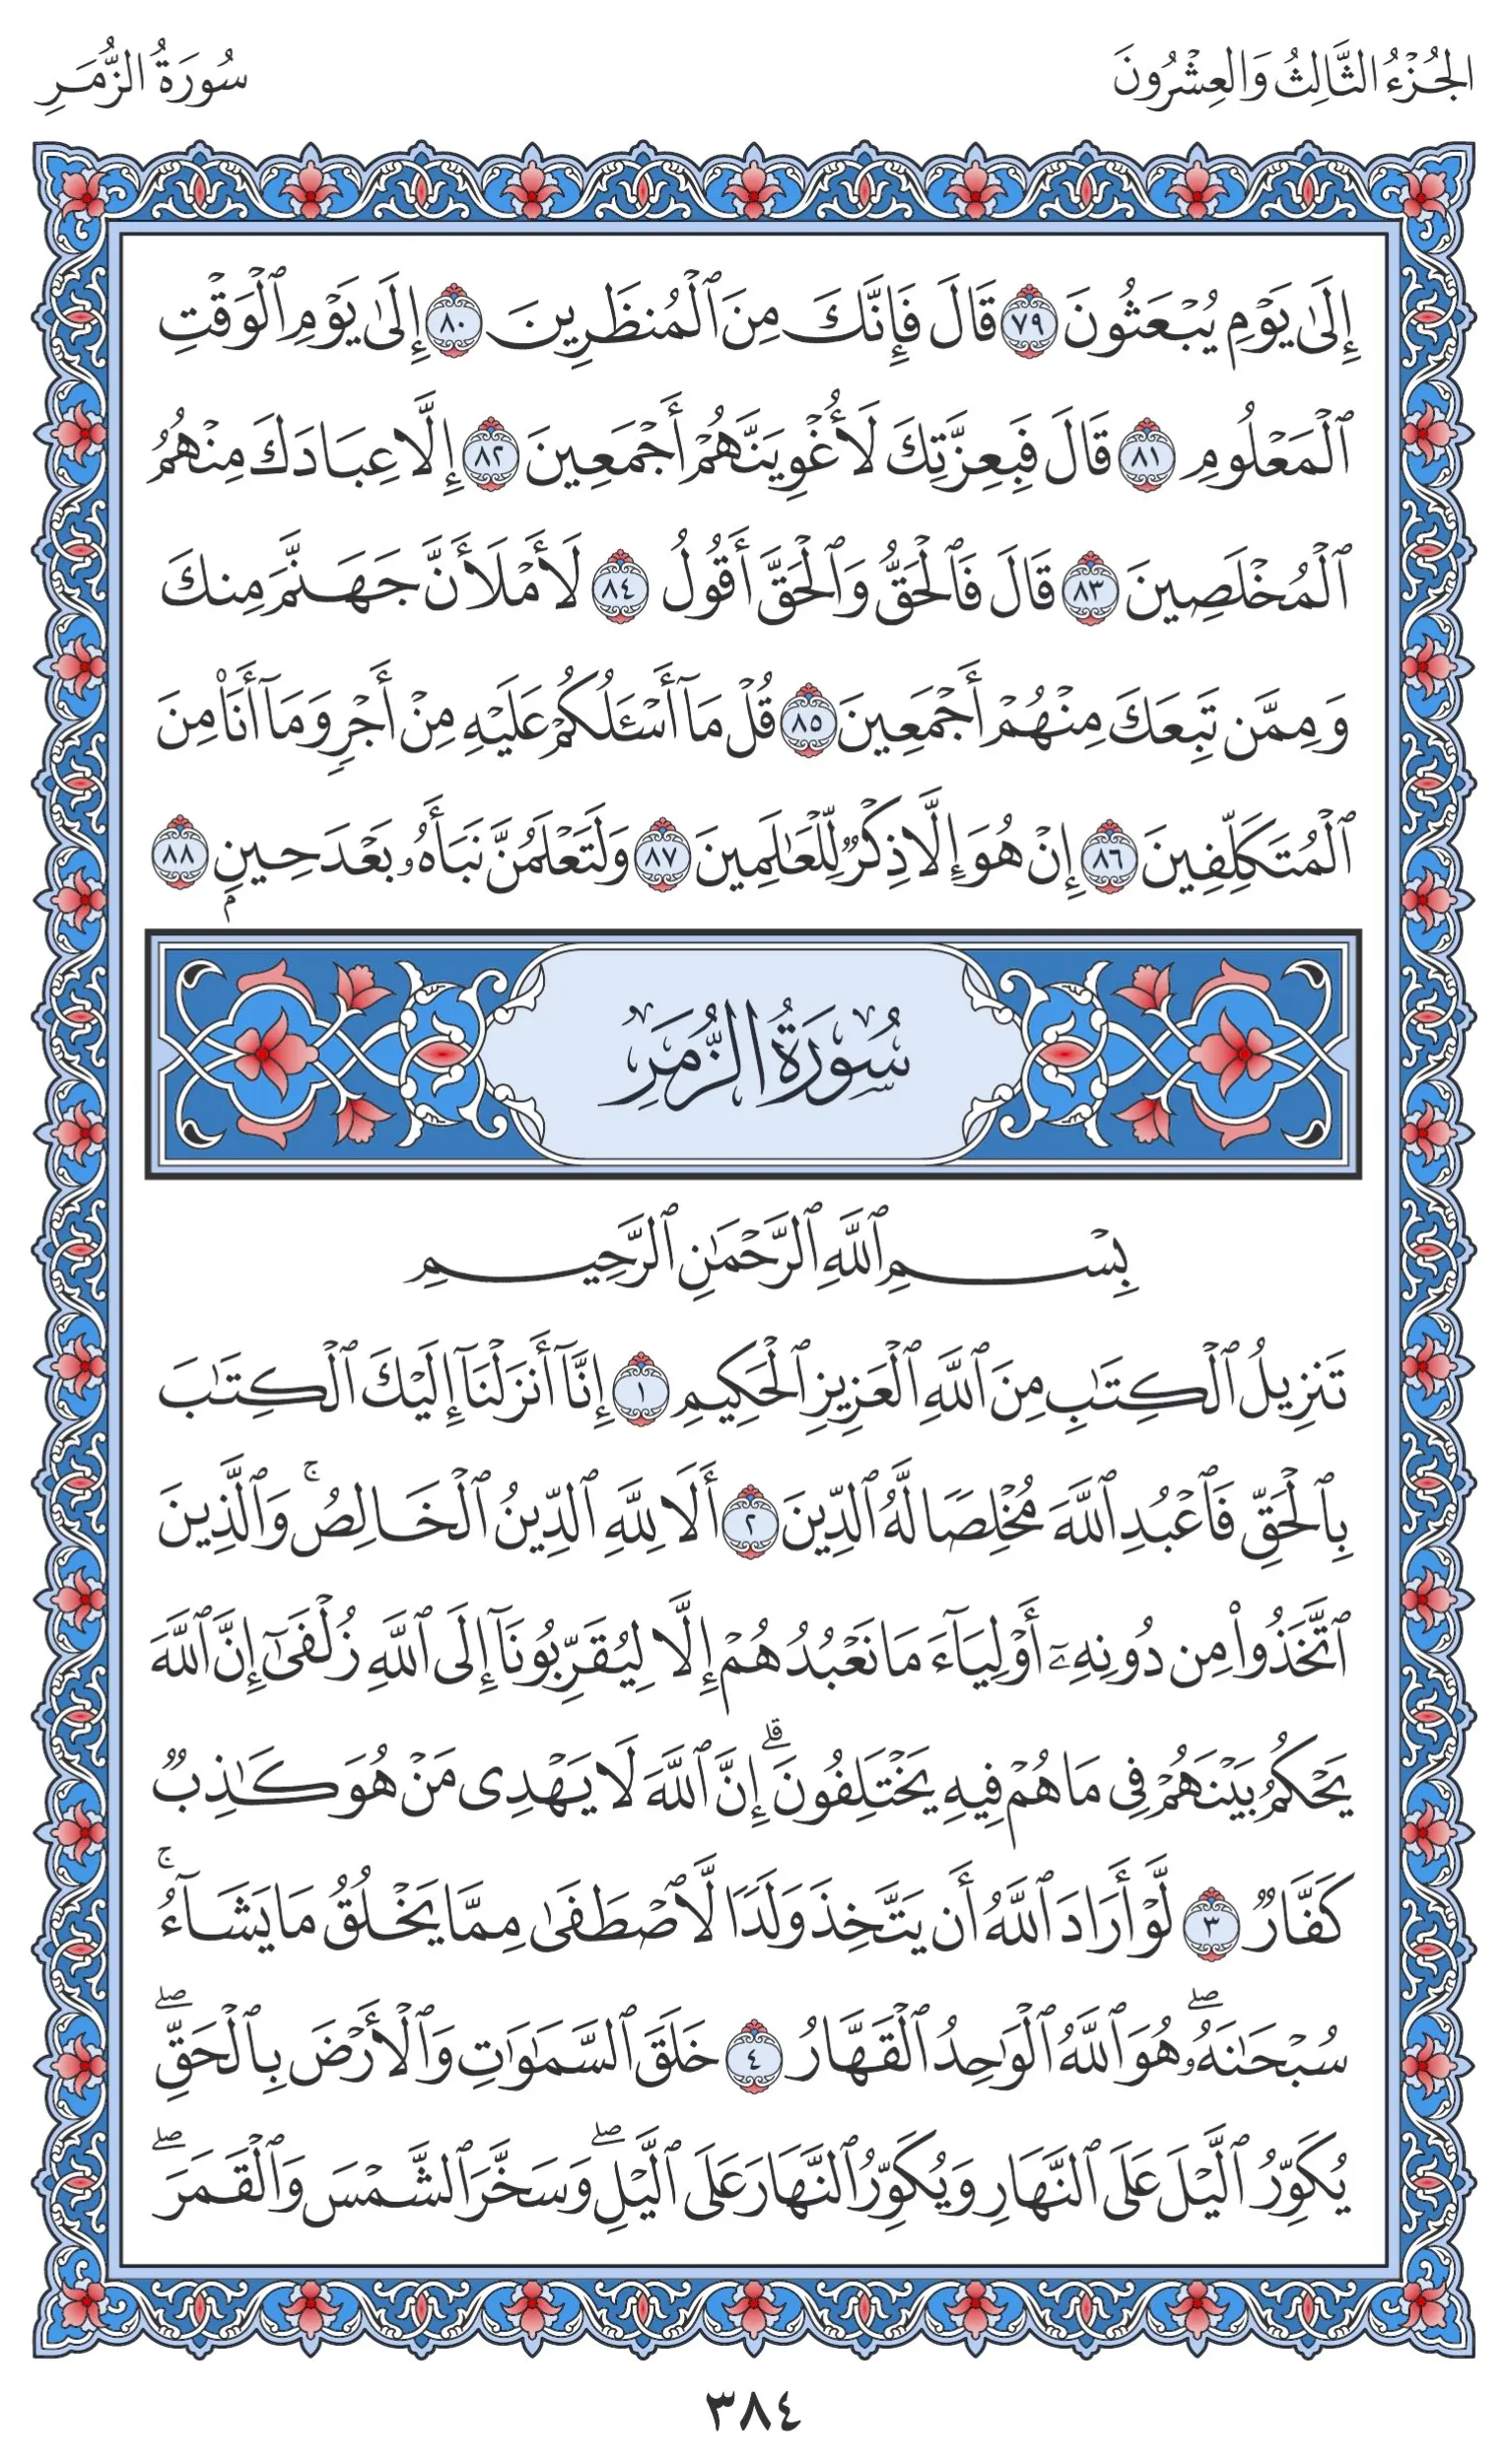 الجُزْءُ الثَّالِثُ وَالعِشْرُونَ
سُورَةُ الزُّمَرِ
إِلَىٰ يَوْمِ يُبْعَثُونَ ٧٩ قَالَ فَإِنَّكَ مِنَ ٱلْمُنظَرِينَ ٨٠ إِلَىٰ يَوْمِ ٱلْوَقْتِ
ٱلْمَعْلُومِ ٨١ قَالَ فَبِعِزَّتِكَ لَأُغْوِيَنَّهُمْ أَجْمَعِينَ ٨٢ إِلَّا عِبَادَكَ مِنْهُمُ
ٱلْمُخْلَصِينَ ٨٣ قَالَ فَٱلْحَقُّ وَٱلْحَقَّ أَقُولُ ٨٤ لَأَمْلَأَنَّ جَهَنَّمَ مِنكَ
وَمِمَّن تَبِعَكَ مِنْهُمْ أَجْمَعِينَ ٨٥ قُلْ مَآ أَسْـَٔلُكُمْ عَلَيْهِ مِنْ أَجْرٍ وَمَآ أَنَا۠ مِنَ
ٱلْمُتَكَلِّفِينَ ٨٦ إِنْ هُوَ إِلَّا ذِكْرٌ لِّلْعَـٰلَمِينَ ٨٧ وَلَتَعْلَمُنَّ نَبَأَهُۥ بَعْدَ حِينٍۭ ٨٨
سُورَةُ الزُّمَرِ
بِسْمِ ٱللَّهِ ٱلرَّحْمَـٰنِ ٱلرَّحِيمِ
تَنزِيلُ ٱلْكِتَـٰبِ مِنَ ٱللَّهِ ٱلْعَزِيزِ ٱلْحَكِيمِ ١ إِنَّآ أَنزَلْنَآ إِلَيْكَ ٱلْكِتَـٰبَ
بِٱلْحَقِّ فَٱعْبُدِ ٱللَّهَ مُخْلِصًا لَّهُ ٱلدِّينَ ٢ أَلَا لِلَّهِ ٱلدِّينُ ٱلْخَالِصُ ۚ وَٱلَّذِينَ
ٱتَّخَذُوا۟ مِن دُونِهِۦٓ أَوْلِيَآءَ مَا نَعْبُدُهُمْ إِلَّا لِيُقَرِّبُونَآ إِلَى ٱللَّهِ زُلْفَىٰٓ إِنَّ ٱللَّهَ
يَحْكُمُ بَيْنَهُمْ فِى مَا هُمْ فِيهِ يَخْتَلِفُونَ ۗ إِنَّ ٱللَّهَ لَا يَهْدِى مَنْ هُوَ كَـٰذِبٌ
كَفَّارٌ ٣ لَّوْ أَرَادَ ٱللَّهُ أَن يَتَّخِذَ وَلَدًا لَّٱصْطَفَىٰ مِمَّا يَخْلُقُ مَا يَشَآءُ ۚ
سُبْحَـٰنَهُۥ ۖ هُوَ ٱللَّهُ ٱلْوَٰحِدُ ٱلْقَهَّارُ ٤ خَلَقَ ٱلسَّمَـٰوَٰتِ وَٱلْأَرْضَ بِٱلْحَقِّ ۖ
يُكَوِّرُ ٱلَّيْلَ عَلَى ٱلنَّهَارِ وَيُكَوِّرُ ٱلنَّهَارَ عَلَى ٱلَّيْلِ ۖ وَسَخَّرَ ٱلشَّمْسَ وَٱلْقَمَرَ ۖ
٣٨٤